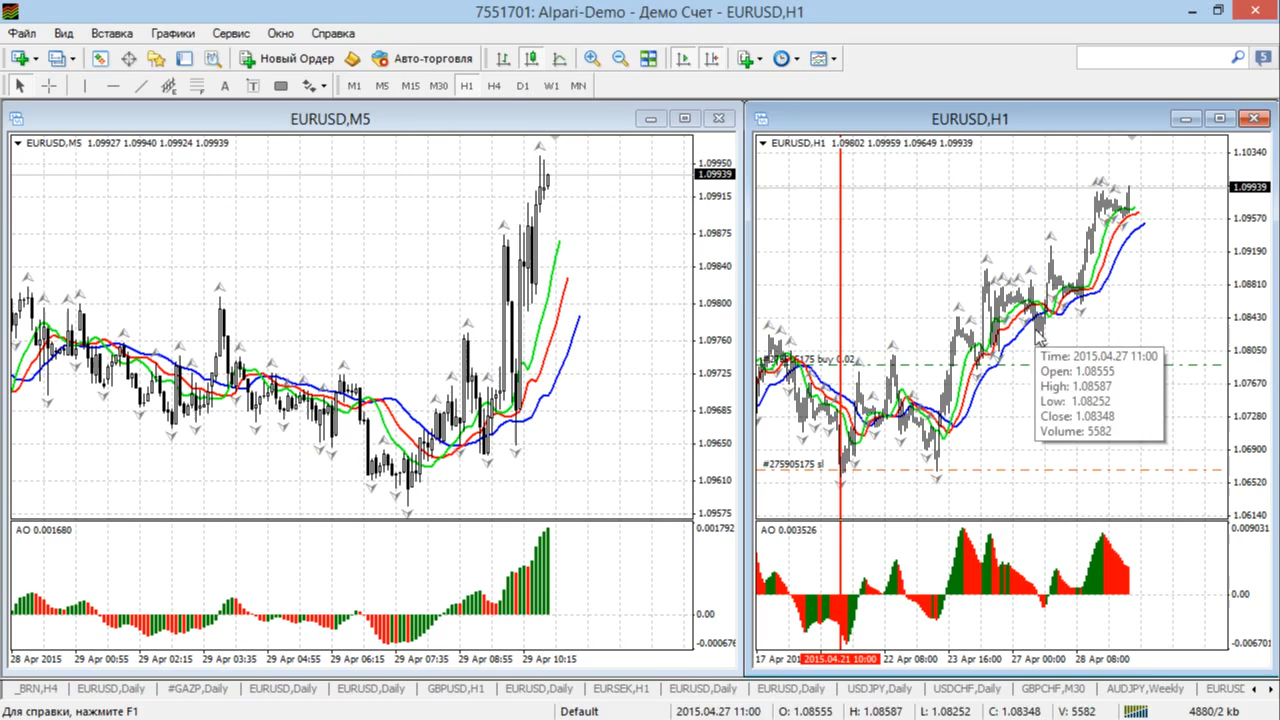 7551701: Alpari-Demo - Демо Счет - EURUSD,H1
Файл Вид Вставка Графики Сервис Окно Справка
Новый Ордер Авто-торговля 5
A T M1 M5 M15 M30 H1 H4 D1 W1 MN
EURUSD,M5
EURUSD,M5 1.09927 1.09940 1.09924 1.09939
1.09950
1.09939
1.09915
1.09875
1.09840
1.09800
1.09760
1.09725
1.09685
1.09650
1.09610
1.09575
AO 0.001680
0.001792
0.00
-0.000676
28 Apr 2015 29 Apr 00:55 29 Apr 02:15 29 Apr 03:35 29 Apr 04:55 29 Apr 06:15 29 Apr 07:35 29 Apr 08:55 29 Apr 10:15
EURUSD,H1
EURUSD,H1 1.09802 1.09959 1.09649 1.09939
1.10340
1.09939
1.09570
1.09190
1.08810
1.08430
1.08050
1.07670
1.07280
1.06900
1.06520
1.06140
#275905175 buy 0.02
#275905175 sl
Time: 2015.04.27 11:00
Open: 1.08555
High: 1.08587
Low: 1.08252
Close: 1.08348
Volume: 5582
AO 0.003526
0.009031
0.00
-0.006701
17 Apr 201 2015.04.21 10:00 22 Apr 08:00 23 Apr 16:00 27 Apr 00:00 28 Apr 08:00
_BRN,H4 EURUSD,Daily #GAZP,Daily EURUSD,Daily EURUSD,Daily GBPUSD,H1 EURUSD,Daily EURSEK,H1 EURUSD,Daily EURUSD,Daily USDJPY,Daily USDCHF,Daily GBPCHF,M30 AUDJPY,Weekly EURUSD
Для справки, нажмите F1 Default 2015.04.27 11:00 O: 1.08555 H: 1.08587 L: 1.08252 C: 1.08348 V: 5582 4880/2 kb